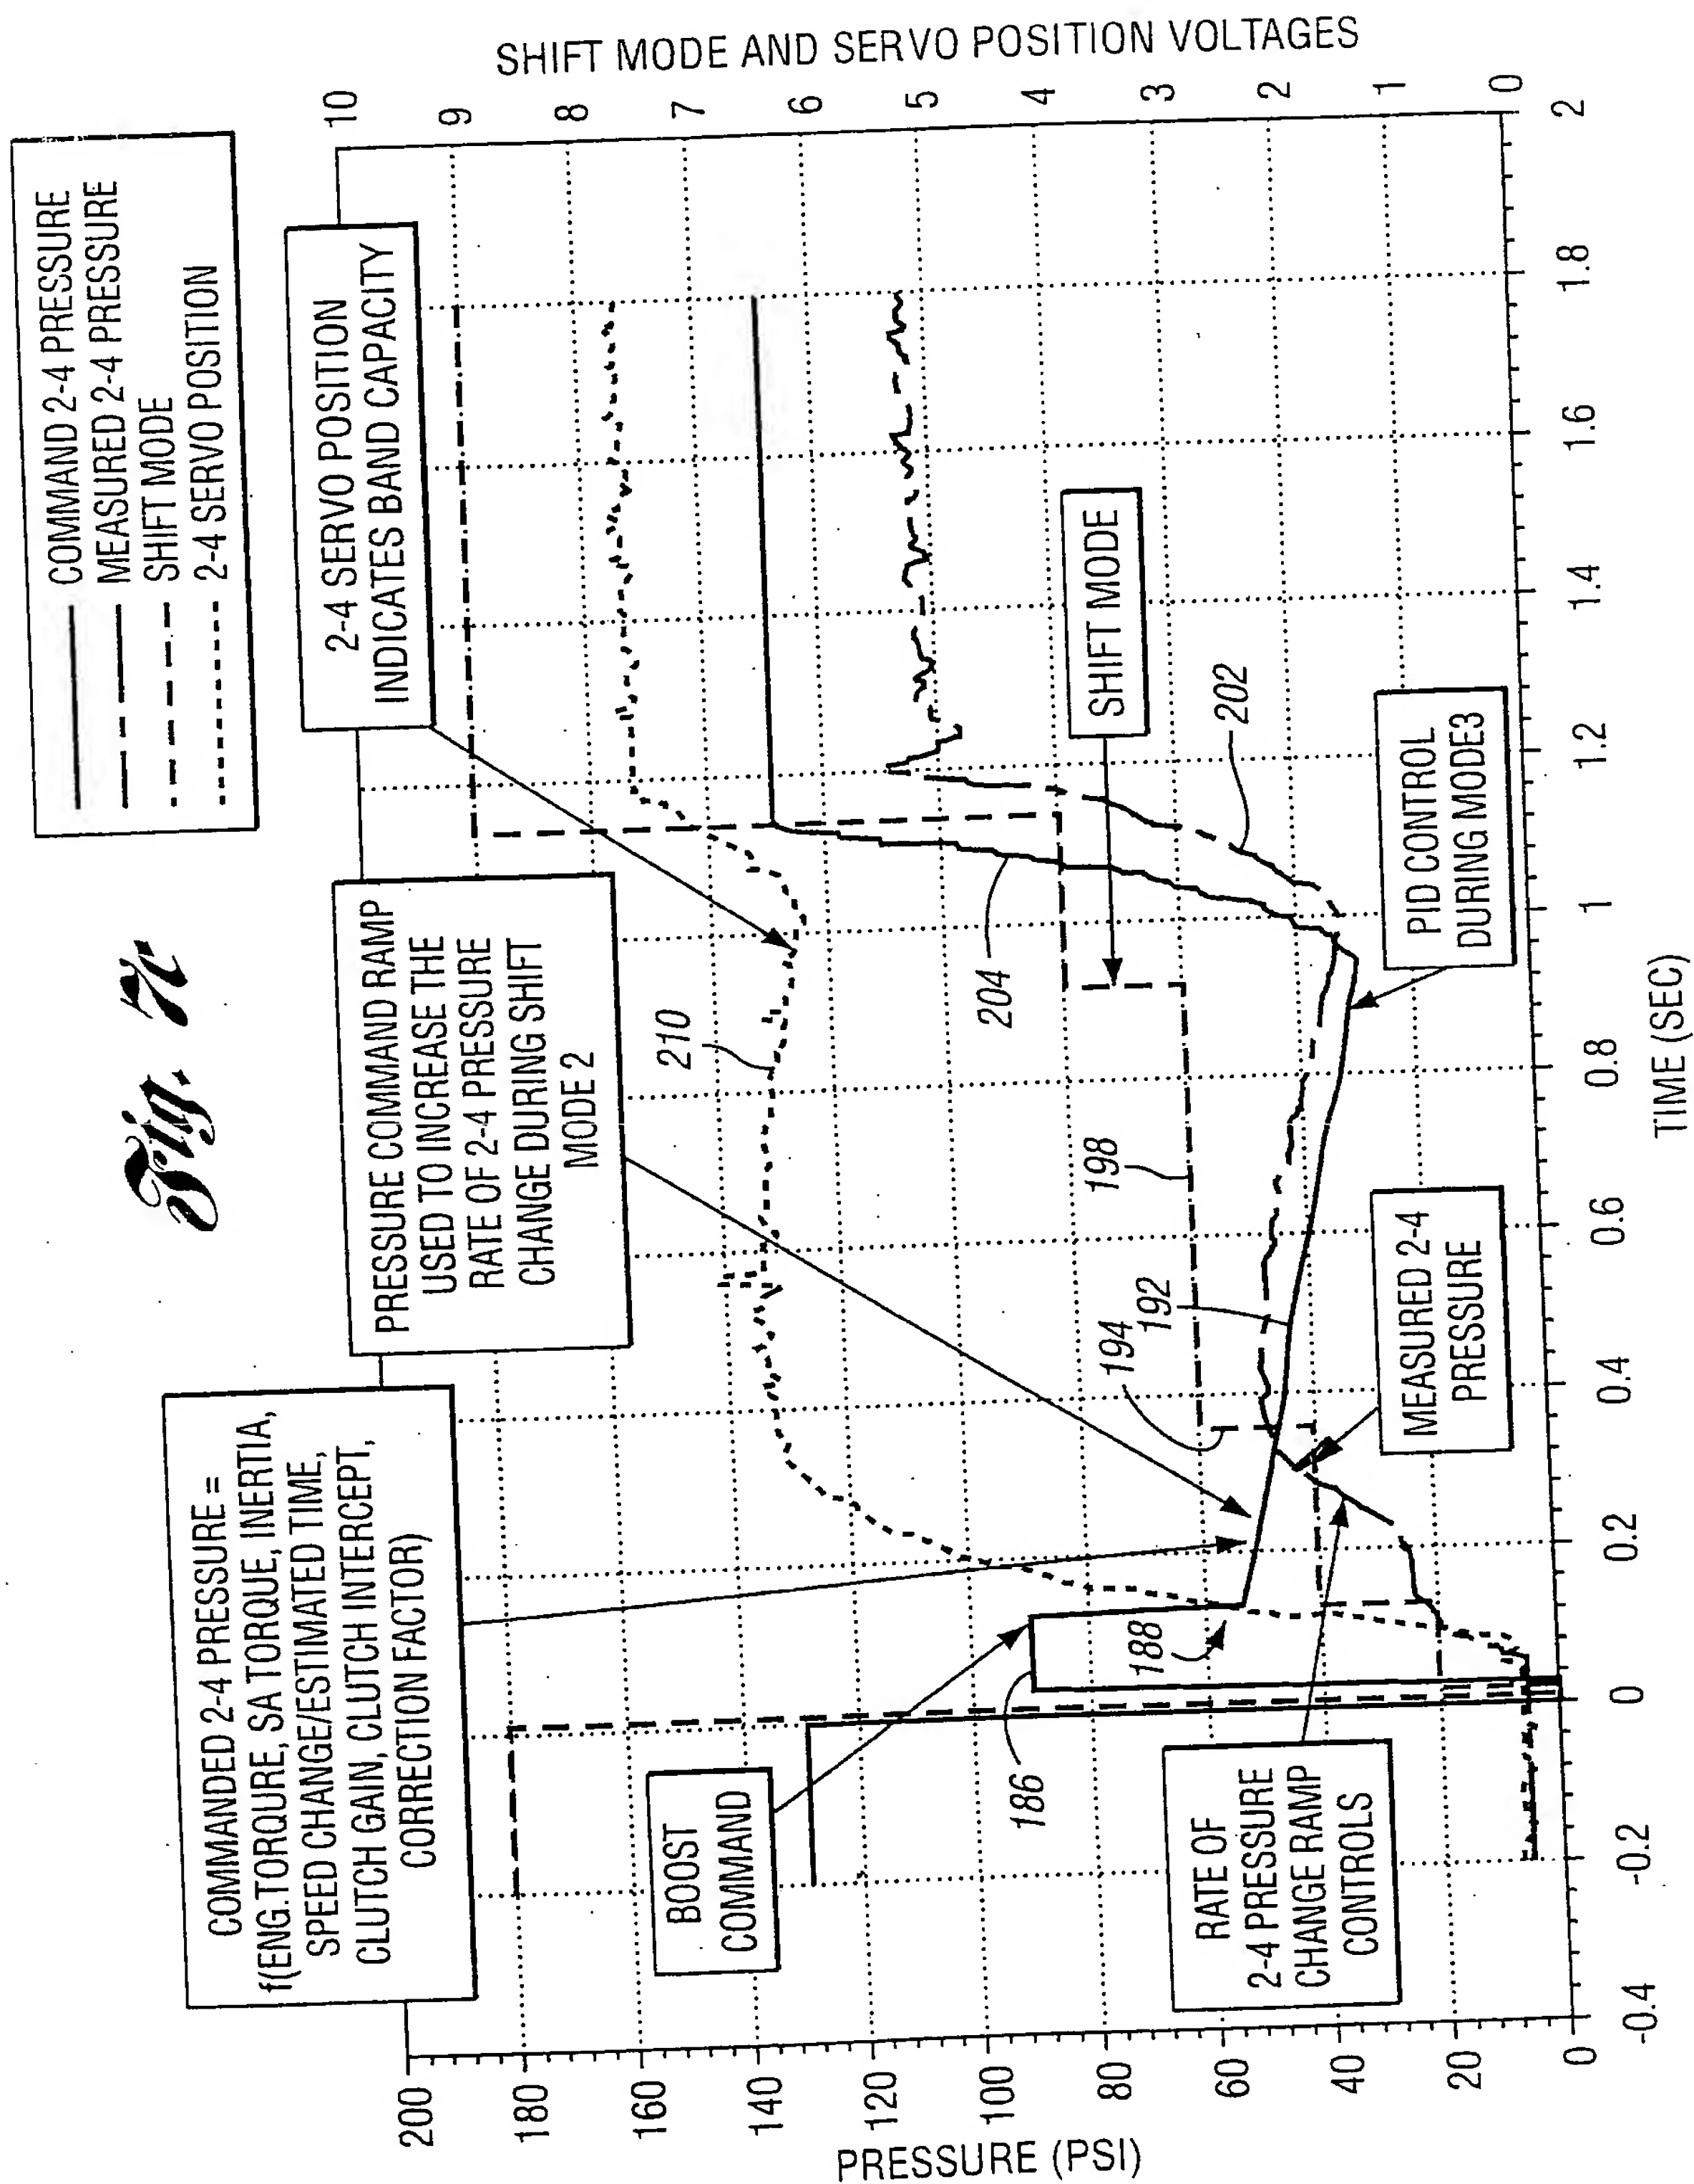 Fig.
COMMAND 2-4 PRESSURE
MEASURED 2-4 PRESSURE
SHIFT MODE
2-4 SERVO POSITION
COMMANDED 2-4 PRESSURE =
f(ENG.TORQURE, SA TORQUE, INERTIA,
SPEED CHANGE/ESTIMATED TIME,
CLUTCH GAIN, CLUTCH INTERCEPT,
CORRECTION FACTOR)
PRESSURE COMMAND RAMP
USED TO INCREASE THE
RATE OF 2-4 PRESSURE
CHANGE DURING SHIFT
MODE 2
2-4 SERVO POSITION
INDICATES BAND CAPACITY
BOOST
COMMAND
186
188
RATE OF
2-4 PRESSURE
CHANGE RAMP
CONTROLS
194
192
198
210
204
202
MEASURED 2-4
PRESSURE
SHIFT MODE
PID CONTROL
DURING MODE3
PRESSURE (PSI)
200
180
160
140
120
100
80
60
40
20
0
-0.4
-0.2
0
0.2
0.4
0.6
0.8
1
1.2
1.4
1.6
1.8
2
TIME (SEC)
10
9
8
7
6
5
4
3
2
1
0
SHIFT MODE AND SERVO POSITION VOLTAGES